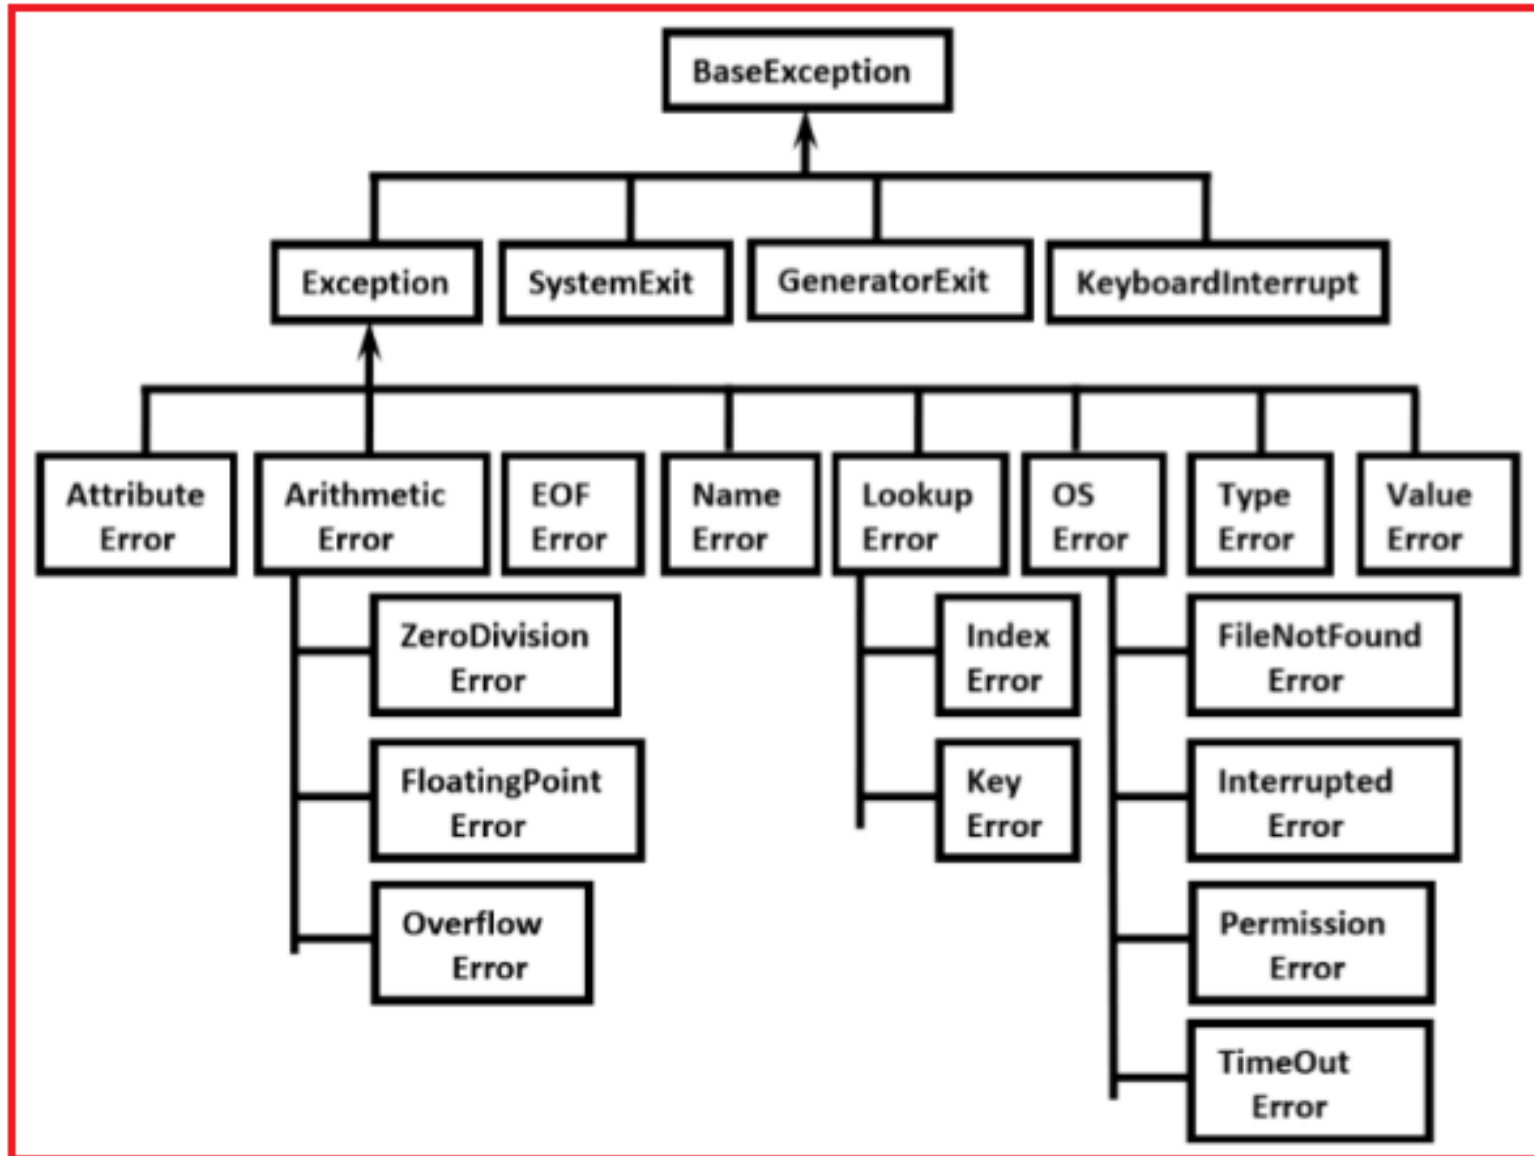 BaseException
Exception
SystemExit
GeneratorExit
KeyboardInterrupt
Attribute
Error
Arithmetic
Error
EOF
Error
Name
Error
Lookup
Error
OS
Error
Type
Error
Value
Error
ZeroDivision
Error
FloatingPoint
Error
Overflow
Error
Index
Error
Key
Error
FileNotFound
Error
Interrupted
Error
Permission
Error
TimeOut
Error